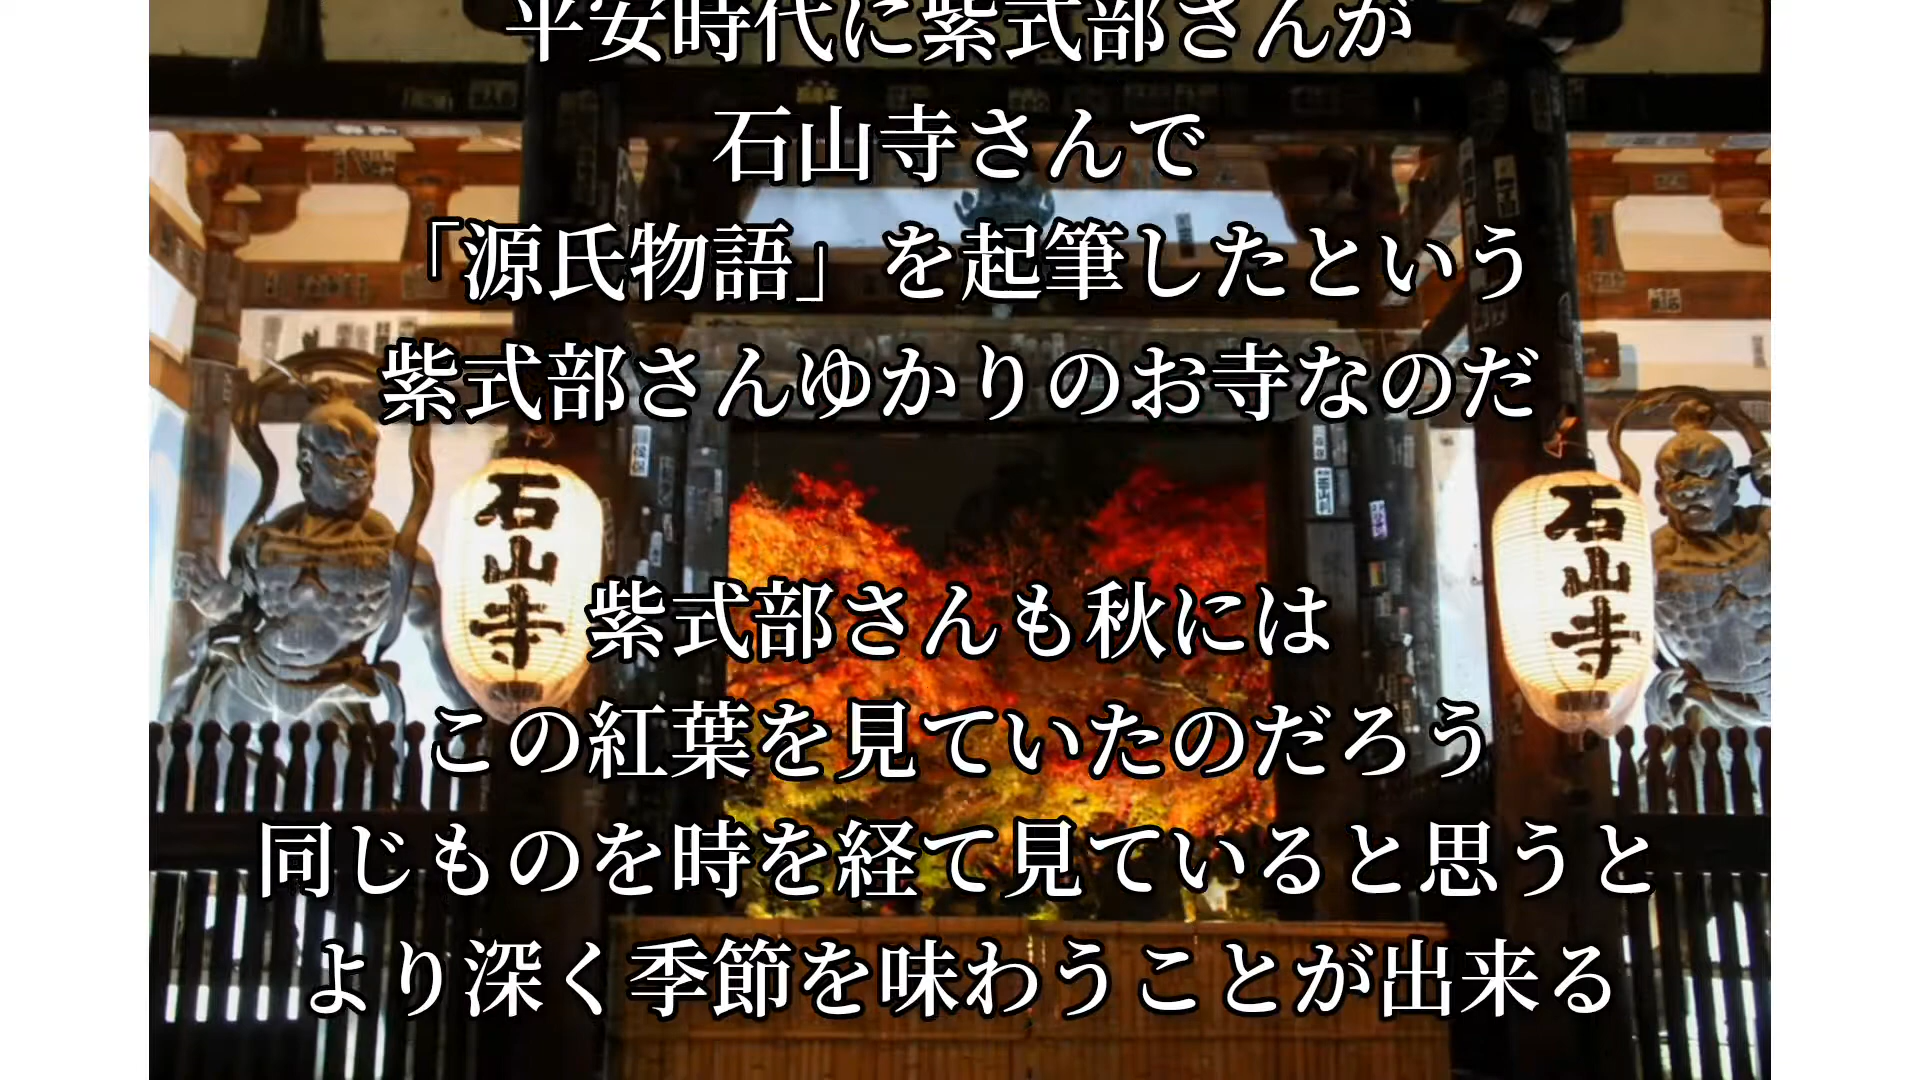 平安時代に紫式部さんが
石山寺さんで
「源氏物語」を起筆したという
紫式部さんゆかりのお寺なのだ
石山寺
石山寺
紫式部さんも秋には
この紅葉を見ていたのだろう
同じものを時を経て見ていると思うと
より深く季節を味わうことが出来る